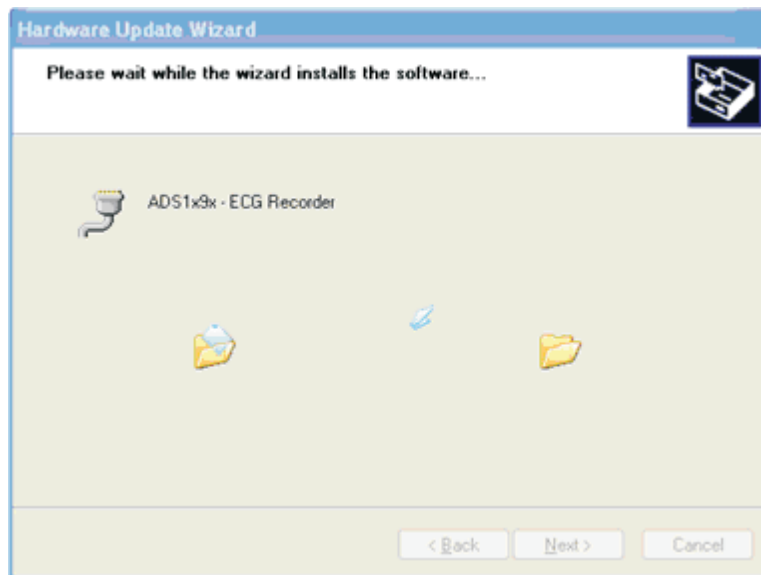 Hardware Update Wizard
Please wait while the wizard installs the software...
ADS1x9x - ECG Recorder
< Back
Next >
Cancel